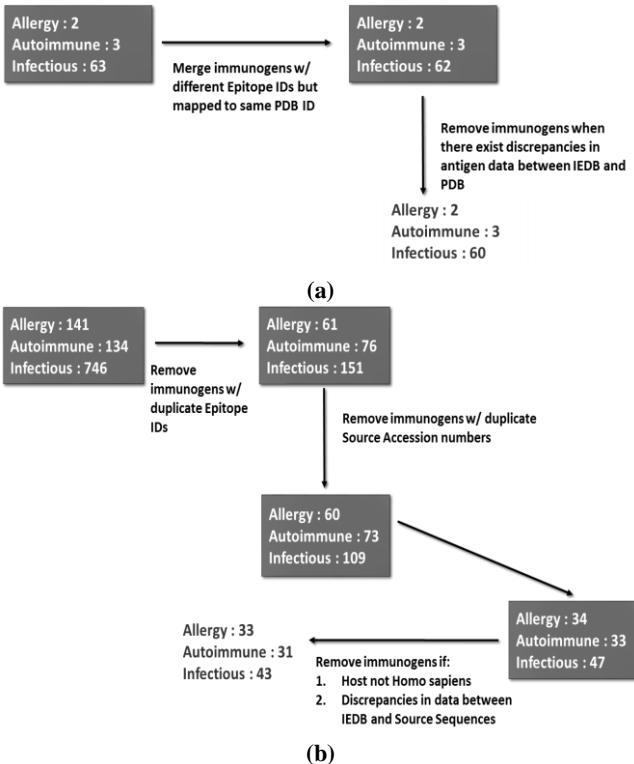 Allergy : 2
Autoimmune : 3
Infectious : 63
Merge immunogens w/
different Epitope IDs but
mapped to same PDB ID
Allergy : 2
Autoimmune : 3
Infectious : 62
Remove immunogens when
there exist discrepancies in
antigen data between IEDB and
PDB
Allergy : 2
Autoimmune : 3
Infectious : 60
(a)
Allergy : 141
Autoimmune : 134
Infectious : 746
Remove
immunogens w/
duplicate Epitope
IDs
Allergy : 61
Autoimmune : 76
Infectious : 151
Remove immunogens w/ duplicate
Source Accession numbers
Allergy : 60
Autoimmune : 73
Infectious : 109
Allergy : 34
Autoimmune : 33
Infectious : 47
Remove immunogens if:
1. Host not Homo sapiens
2. Discrepancies in data between
IEDB and Source Sequences
Allergy : 33
Autoimmune : 31
Infectious : 43
(b)